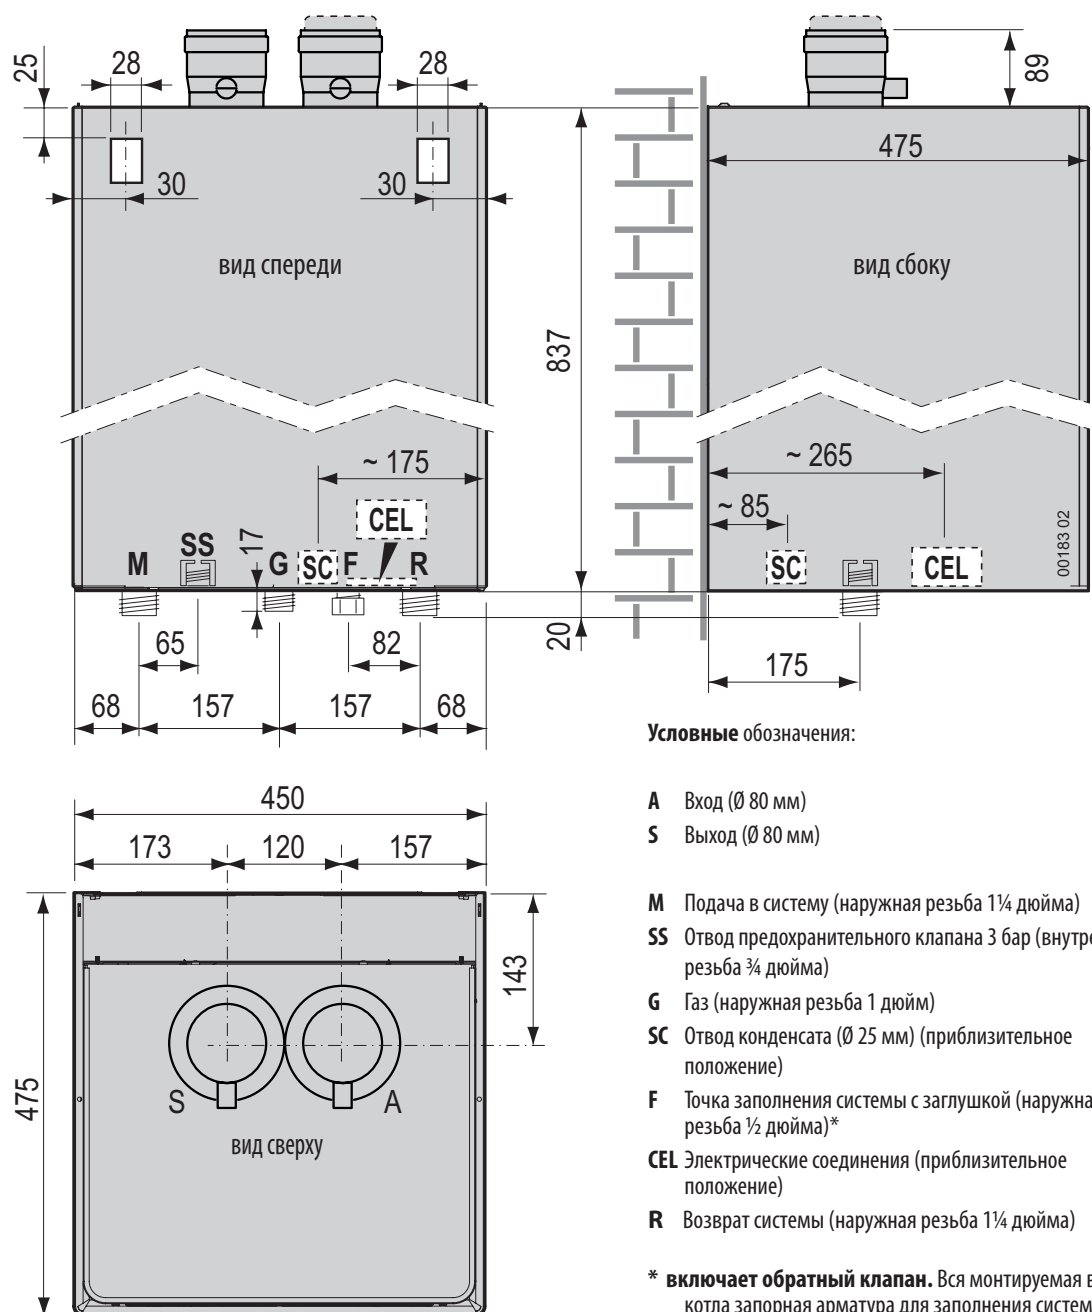 25
28
28
89
475
30
30
вид спереди
вид сбоку
837
~ 175
~ 265
~ 85
CEL
17
M
SS
G
SC
F
R
SC
CEL
00183 02
20
65
82
175
68
157
157
68
Условные обозначения:
450
A Вход (Ø 80 мм)
173
120
157
S Выход (Ø 80 мм)
M Подача в систему (наружная резьба 1¼ дюйма)
SS Отвод предохранительного клапана 3 бар (внутре
резьба ¾ дюйма)
143
G Газ (наружная резьба 1 дюйм)
SC Отвод конденсата (Ø 25 мм) (приблизительное
положение)
475
S
A
F Точка заполнения системы с заглушкой (наружна
резьба ½ дюйма)*
вид сверху
CEL Электрические соединения (приблизительное
положение)
R Возврат системы (наружная резьба 1¼ дюйма)
* включает обратный клапан. Вся монтируемая в
котла запорная арматура для заполнения систем